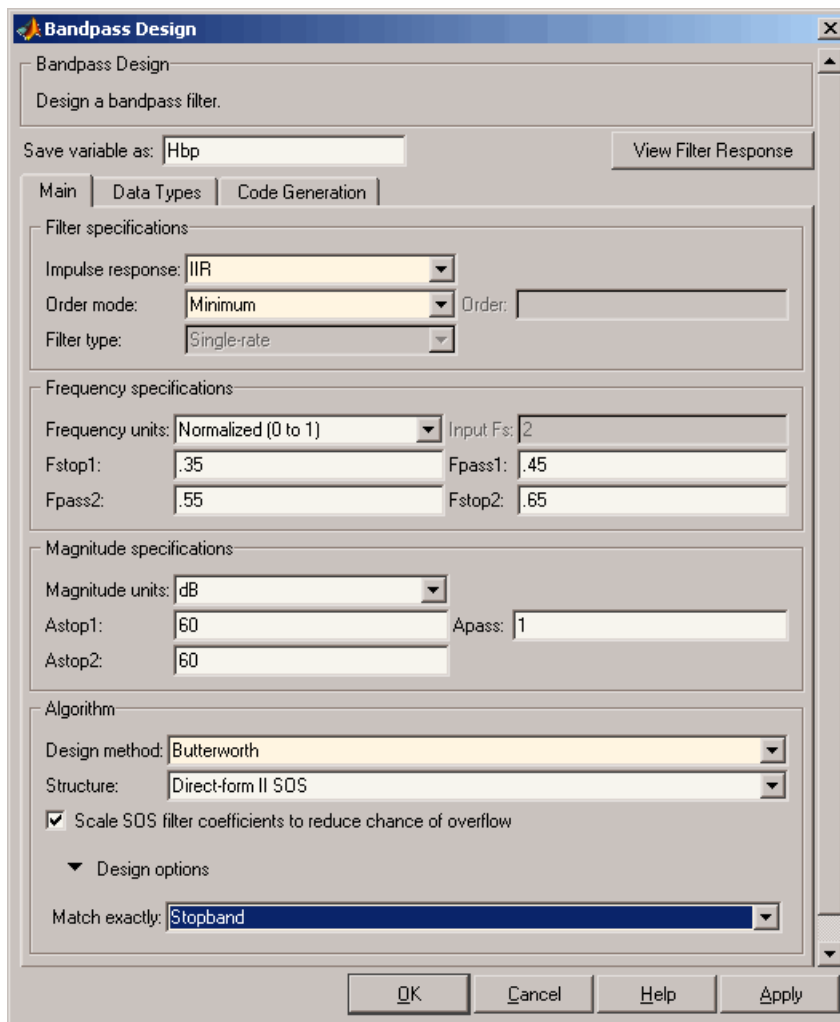 Bandpass Design
Bandpass Design
Design a bandpass filter.
Save variable as: Hbp View Filter Response
Main Data Types Code Generation
Filter specifications
Impulse response: IIR
Order mode: Minimum Order:
Filter type: Single-rate
Frequency specifications
Frequency units: Normalized (0 to 1) Input Fs: 2
Fstop1: .35 Fpass1: .45
Fpass2: .55 Fstop2: .65
Magnitude specifications
Magnitude units: dB
Astop1: 60 Apass: 1
Astop2: 60
Algorithm
Design method: Butterworth
Structure: Direct-form II SOS
Scale SOS filter coefficients to reduce chance of overflow
Design options
Match exactly: Stopband
OK Cancel Help Apply